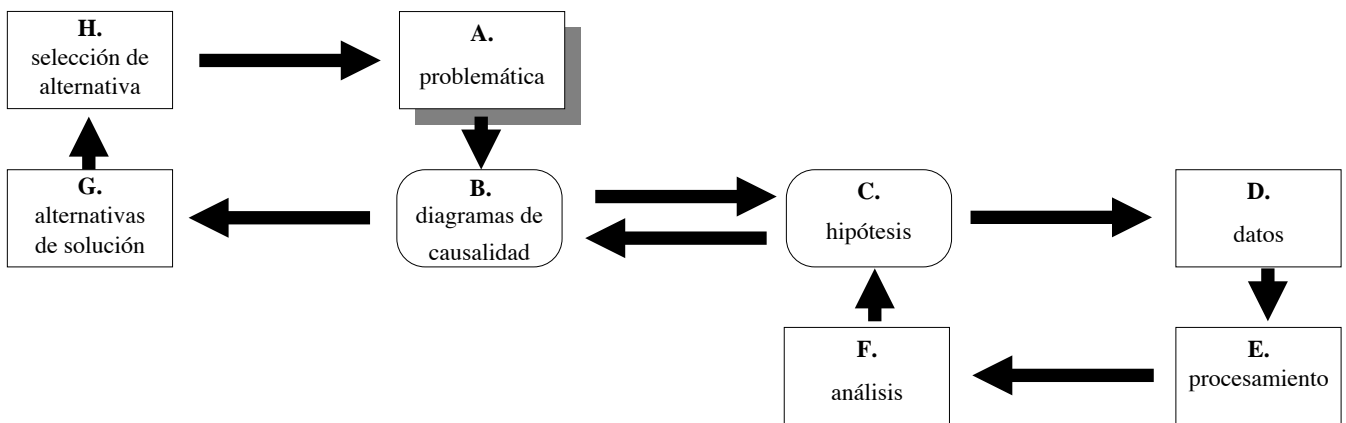 H.
selección de
alternativa
A.
problemática
G.
alternativas
de solución
B.
diagramas de
causalidad
C.
hipótesis
D.
datos
F.
análisis
E.
procesamiento